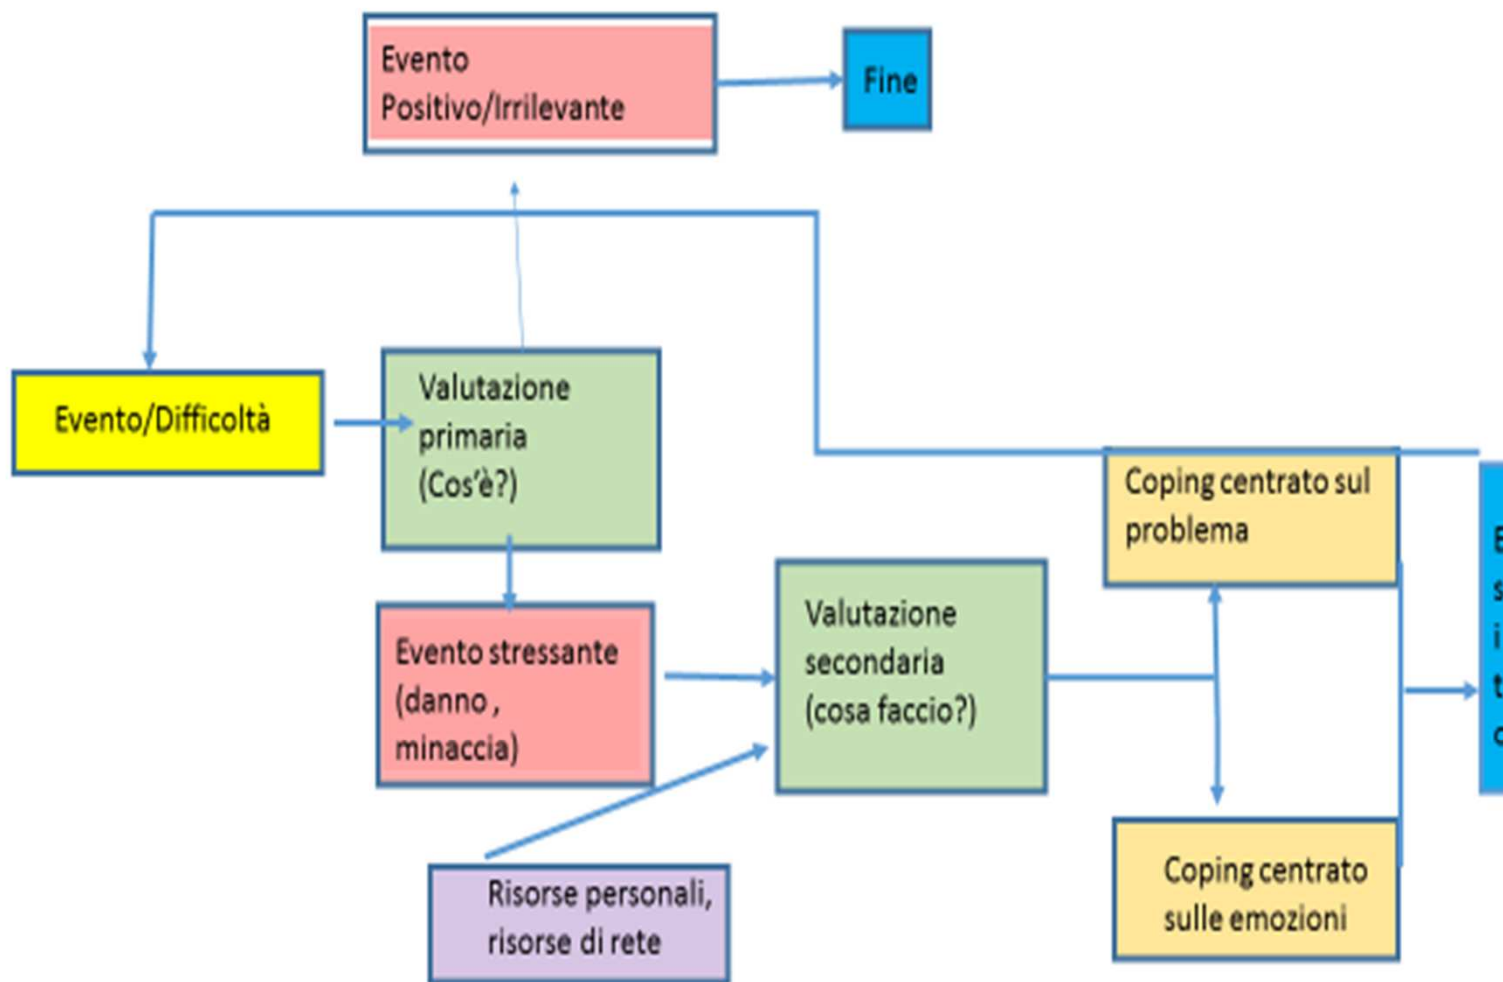 Evento
Positivo/Irrilevante
Fine
Evento/Difficoltà
Valutazione
primaria
(Cos'è?)
Coping centrato sul
problema
Evento stressante
(danno ,
minaccia)
Valutazione
secondaria
(cosa faccio?)
Risorse personali,
risorse di rete
Coping centrato
sulle emozioni